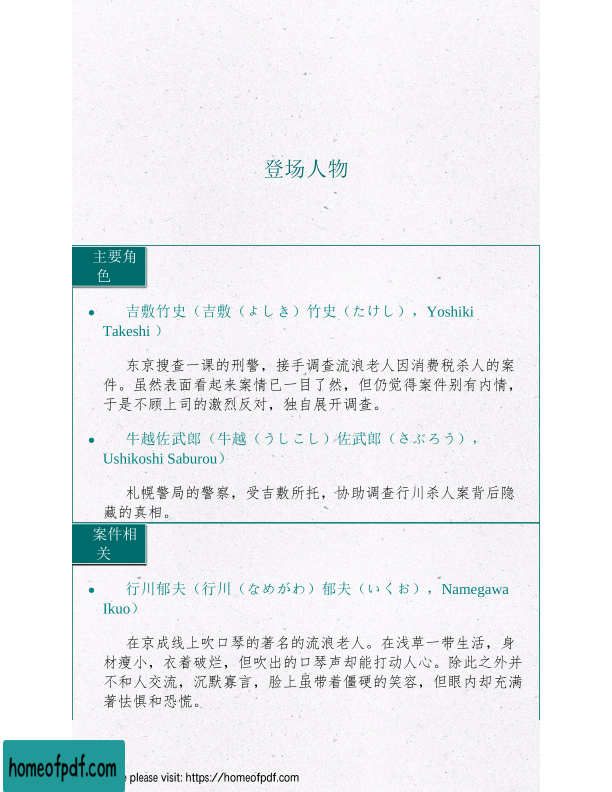 登场人物
主要角
色
• 吉敷竹史（吉敷（よしき）竹史（たけし），Yoshiki
Takeshi ）
东京搜查一课的刑警，接手调查流浪老人因消费税杀人的案
件。虽然表面看起来案情已一目了然，但仍觉得案件别有内情，
于是不顾上司的激烈反对，独自展开调查。
• 牛越佐武郎（牛越（うしこし）佐武郎（さぶろう），
Ushikoshi Saburou）
札幌警局的警察，受吉敷所托，协助调查行川杀人案背后隐
藏的真相。
案件相
关
• 行川郁夫（行川（なめがわ）郁夫（いくお），Namegawa
Ikuo）
在京成线上吹口琴的著名的流浪老人。在浅草一带生活，身
材瘦小，衣着破烂，但吹出的口琴声却能打动人心。除此之外并
不和人交流，沉默寡言，脸上虽带着僵硬的笑容，但眼内却充满
着怯惧和恐慌。
homeofpdf.com
please visit: https://homeofpdf.com